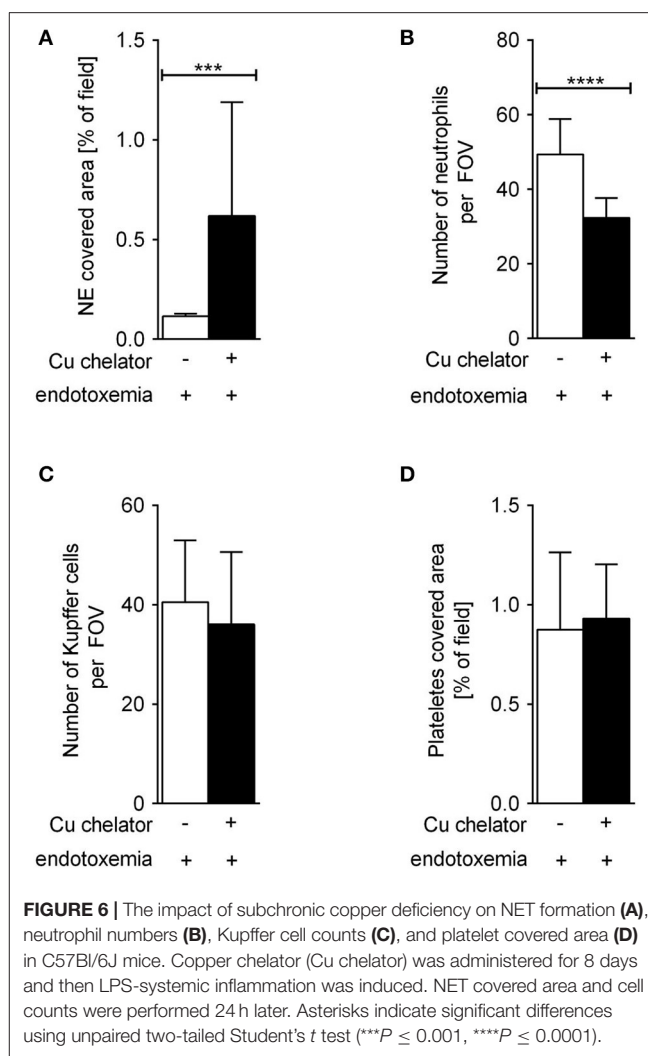 A
1.5
1.0
0.5
0.0
NE covered area [% of field]
***
Cu chelator - +
endotoxemia + +
B
80
60
40
20
0
Number of neutrophils
per FOV
****
Cu chelator - +
endotoxemia + +
C
60
40
20
0
Number of Kupffer cells
per FOV
Cu chelator - +
endotoxemia + +
D
1.5
1.0
0.5
0.0
Plateletes covered area
[% of field]
Cu chelator - +
endotoxemia + +
FIGURE 6 | The impact of subchronic copper deficiency on NET formation (A),
neutrophil numbers (B), Kupffer cell counts (C), and platelet covered area (D)
in C57Bl/6J mice. Copper chelator (Cu chelator) was administered for 8 days
and then LPS-systemic inflammation was induced. NET covered area and cell
counts were performed 24 h later. Asterisks indicate significant differences
using unpaired two-tailed Student's t test (***P ≤ 0.001, ****P ≤ 0.0001).